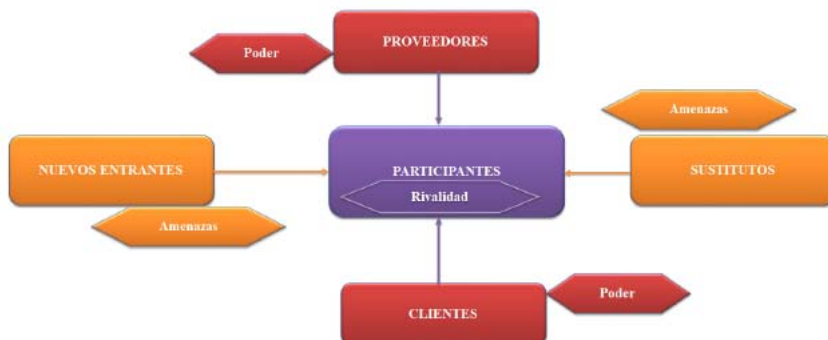 PROVEEDORES
Poder
Amenazas
NUEVOS ENTRANTES
PARTICIPANTES
SUSTITUTOS
Rivalidad
Amenazas
Poder
CLIENTES